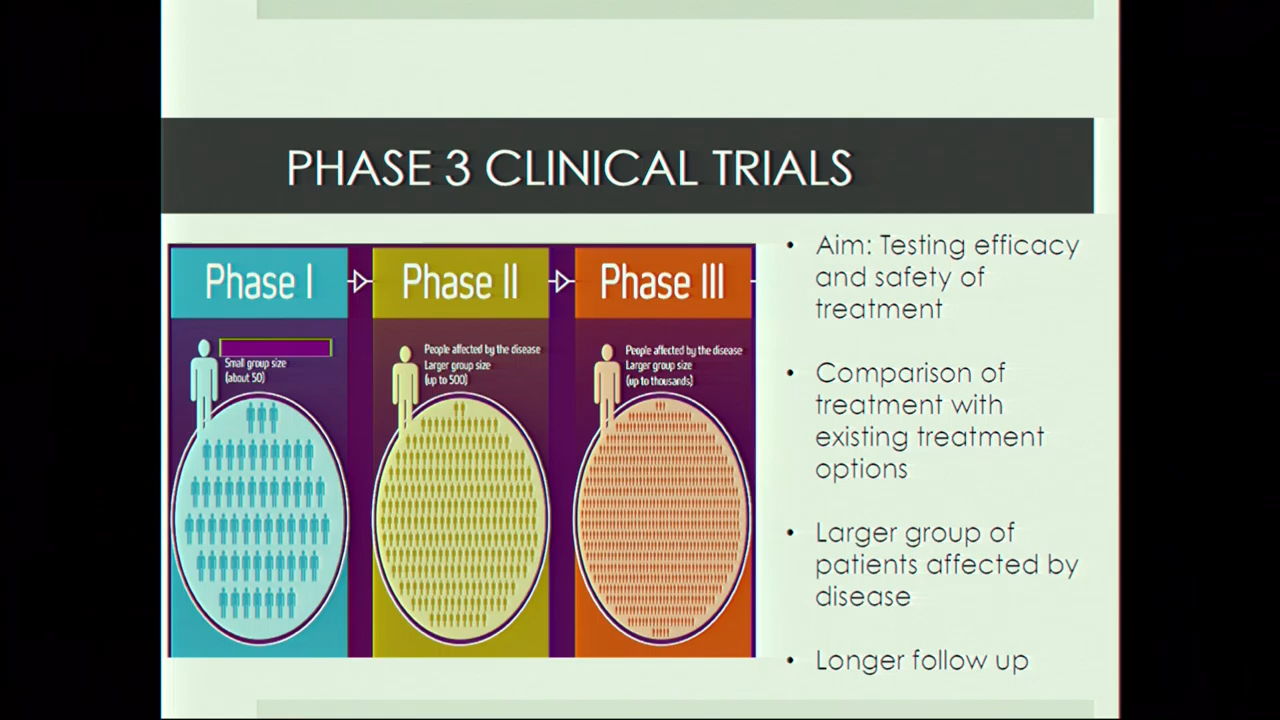 PHASE 3 CLINICAL TRIALS
Phase I
Small group size
(about 50)
Phase II
People affected by the disease
Larger group size
(up to 500)
Phase III
People affected by the disease
Larger group size
(up to thousands)
• Aim: Testing efficacy
and safety of
treatment
• Comparison of
treatment with
existing treatment
options
• Larger group of
patients affected by
disease
• Longer follow up